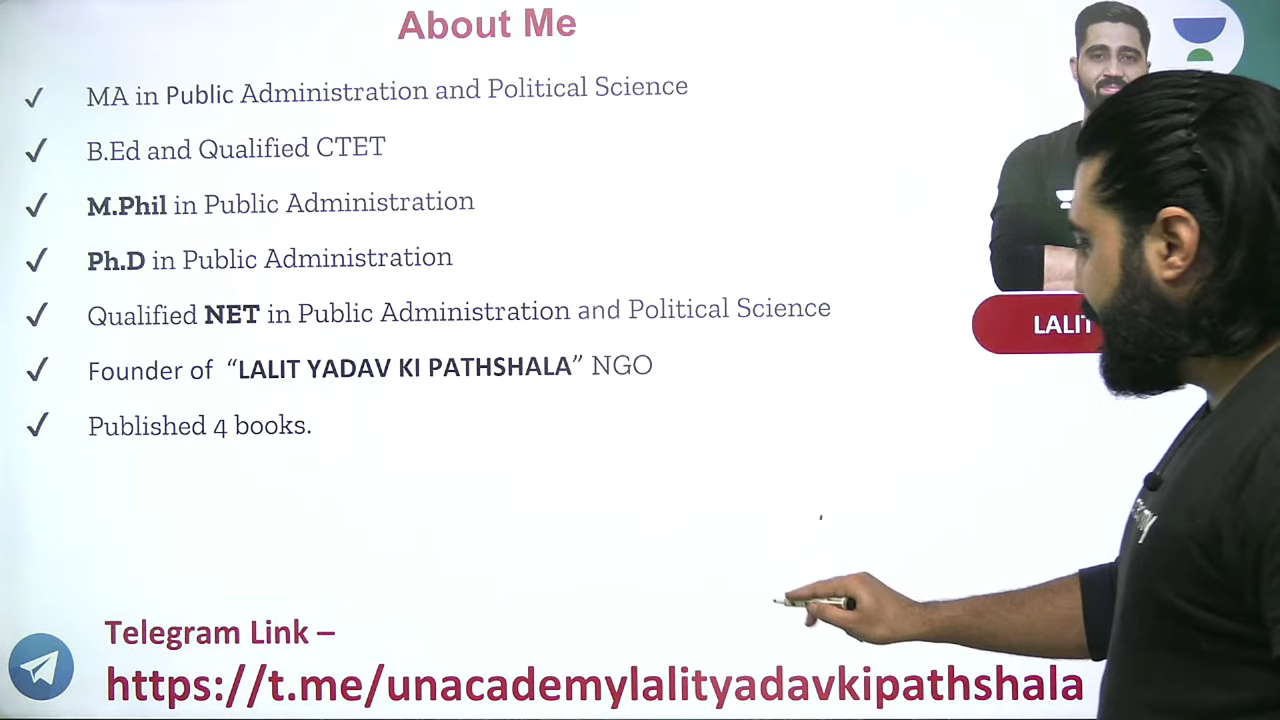 About Me
✓ MA in Public Administration and Political Science
✓ B.Ed and Qualified CTET
✓ M.Phil in Public Administration
✓ Ph.D in Public Administration
✓ Qualified NET in Public Administration and Political Science
✓ Founder of “LALIT YADAV KI PATHSHALA” NGO
✓ Published 4 books.
LALIT
Telegram Link –
https://t.me/unacademylalityadavkipathshala